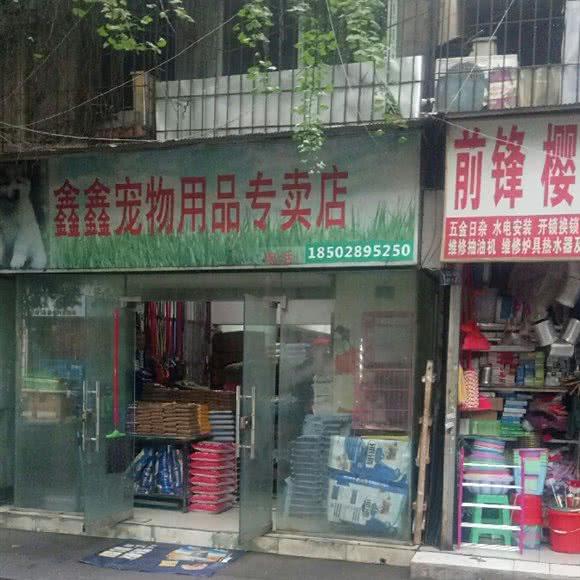 鑫鑫宠物用品专卖店
18502895250
前锋 樱
五金日杂 水电安装 开锁换锁
维修抽油机 维修炉具热水器及